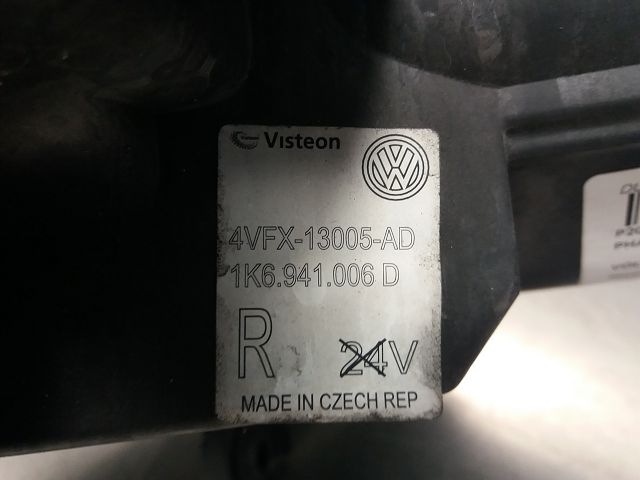 Visteon
4VFX-13005-AD
1K6.941.006 D
R 24V
MADE IN CZECH REP